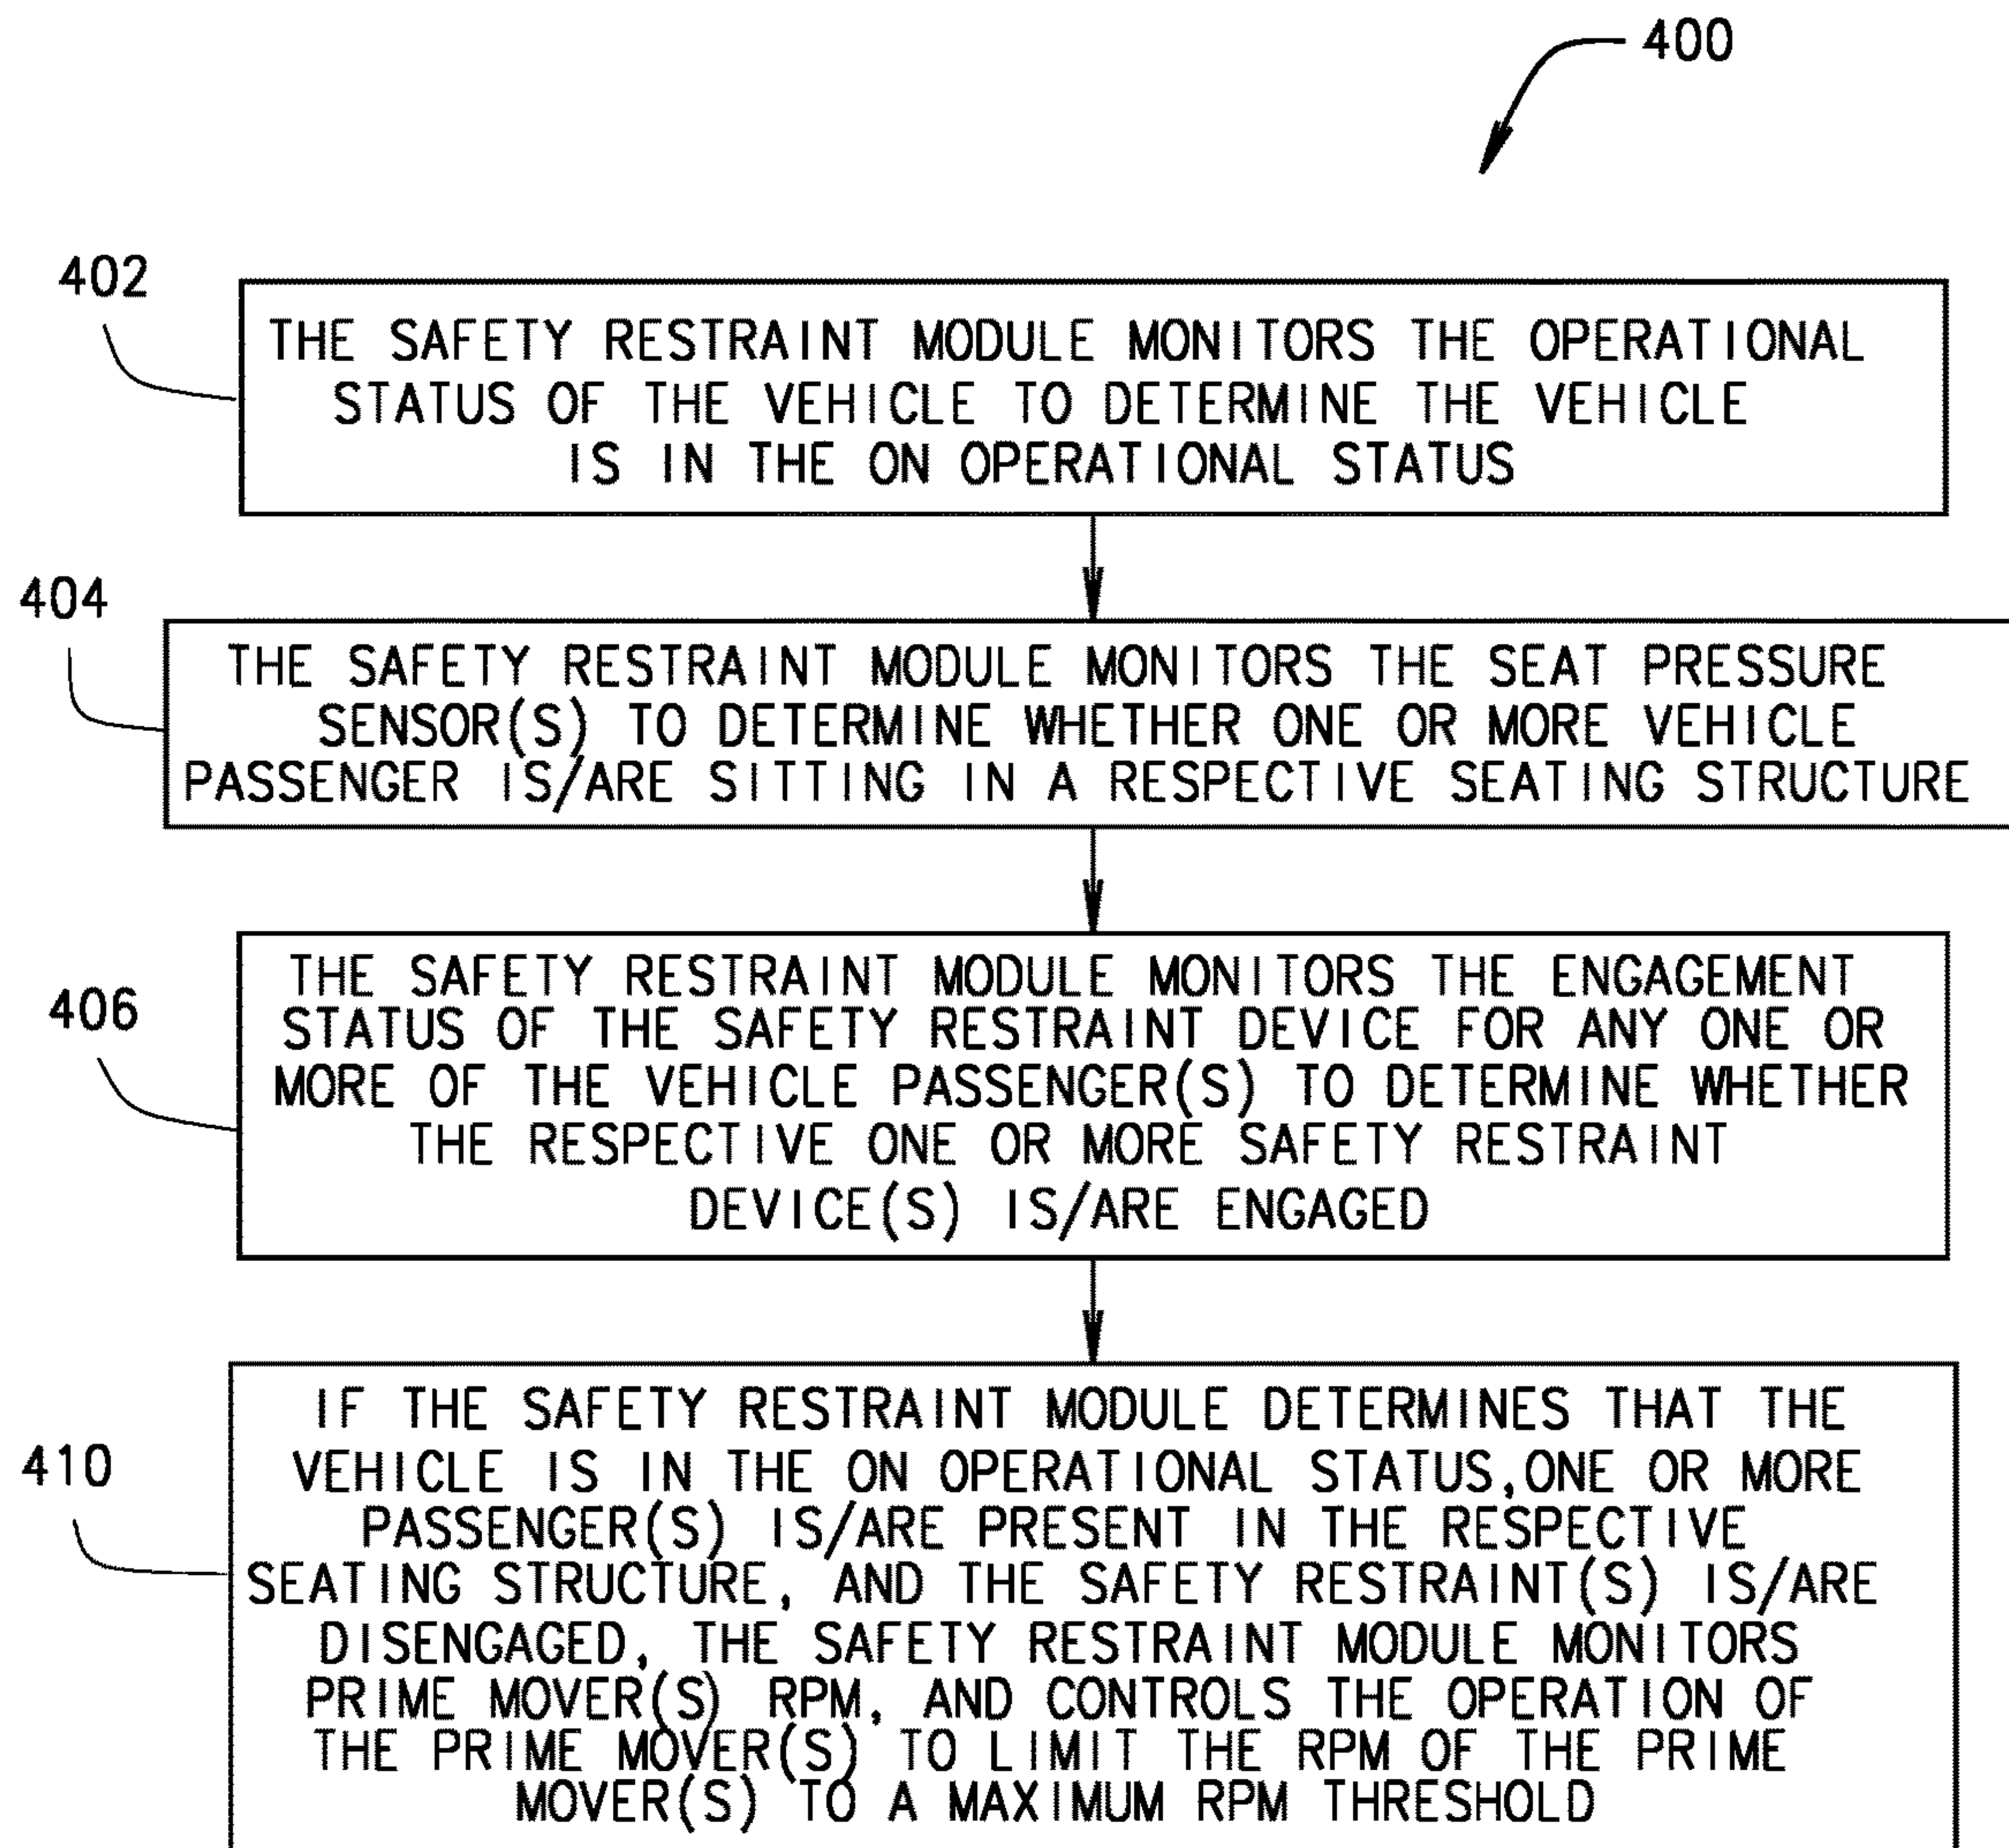 400
402
THE SAFETY RESTRAINT MODULE MONITORS THE OPERATIONAL
STATUS OF THE VEHICLE TO DETERMINE THE VEHICLE
IS IN THE ON OPERATIONAL STATUS
404
THE SAFETY RESTRAINT MODULE MONITORS THE SEAT PRESSURE
SENSOR(S) TO DETERMINE WHETHER ONE OR MORE VEHICLE
PASSENGER IS/ARE SITTING IN A RESPECTIVE SEATING STRUCTURE
406
THE SAFETY RESTRAINT MODULE MONITORS THE ENGAGEMENT
STATUS OF THE SAFETY RESTRAINT DEVICE FOR ANY ONE OR
MORE OF THE VEHICLE PASSENGER(S) TO DETERMINE WHETHER
THE RESPECTIVE ONE OR MORE SAFETY RESTRAINT
DEVICE(S) IS/ARE ENGAGED
410
IF THE SAFETY RESTRAINT MODULE DETERMINES THAT THE
VEHICLE IS IN THE ON OPERATIONAL STATUS,ONE OR MORE
PASSENGER(S) IS/ARE PRESENT IN THE RESPECTIVE
SEATING STRUCTURE, AND THE SAFETY RESTRAINT(S) IS/ARE
DISENGAGED, THE SAFETY RESTRAINT MODULE MONITORS
PRIME MOVER(S) RPM, AND CONTROLS THE OPERATION OF
THE PRIME MOVER(S) TO LIMIT THE RPM OF THE PRIME
MOVER(S) TO A MAXIMUM RPM THRESHOLD